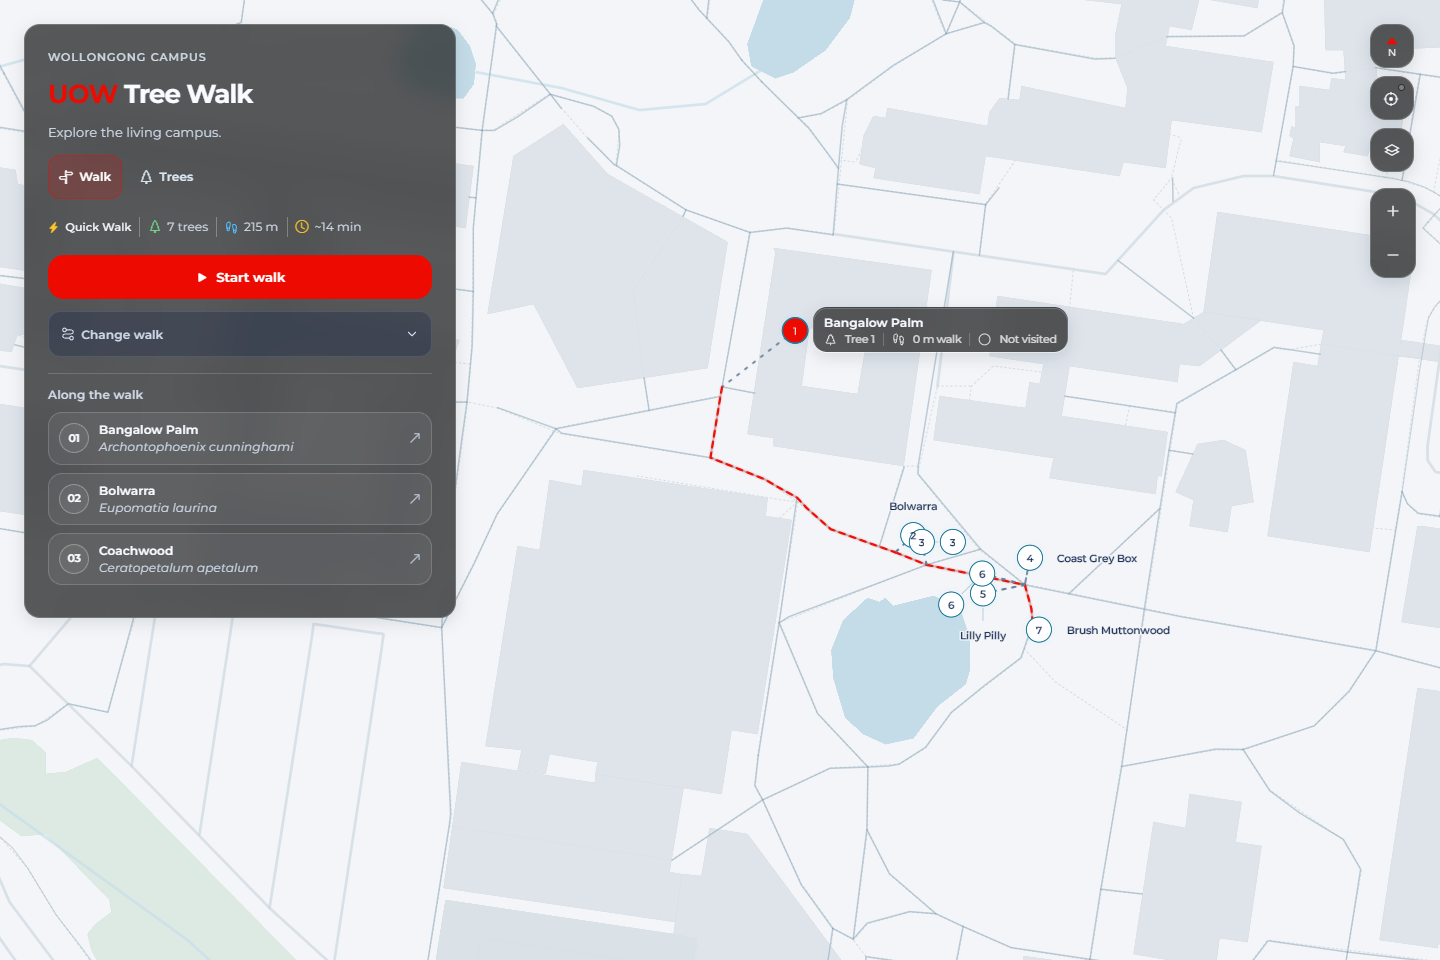 WOLLONGONG CAMPUS
UOW Tree Walk
Explore the living campus.
Walk
Trees
Quick Walk
7 trees
215 m
~14 min
Start walk
Change walk
Along the walk
01
Bangalow Palm
Archontophoenix cunninghami
02
Bolwarra
Eupomatia laurina
03
Coachwood
Ceratopetalum apetalum
N
+
−
1
Bangalow Palm
Tree 1
0 m walk
Not visited
Bolwarra
2
3
3
4
Coast Grey Box
6
5
6
Lilly Pilly
7
Brush Muttonwood